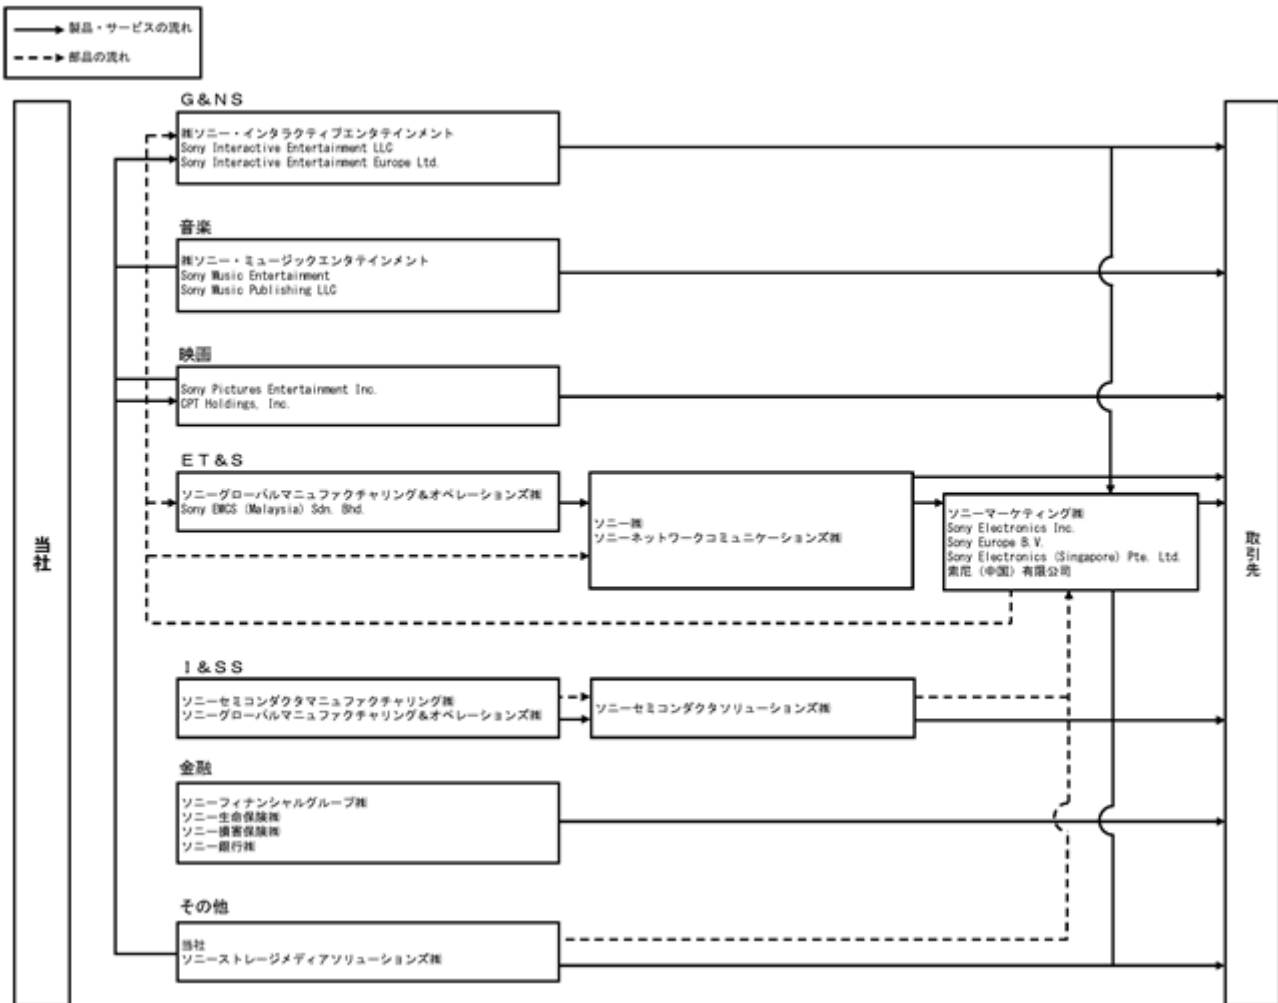 製品・サービスの流れ
部品の流れ
当社
G&NS
㈱ソニー・インタラクティブエンタテインメント
Sony Interactive Entertainment LLC
Sony Interactive Entertainment Europe Ltd.
音楽
㈱ソニー・ミュージックエンタテインメント
Sony Music Entertainment
Sony Music Publishing LLC
映画
Sony Pictures Entertainment Inc.
CPT Holdings, Inc.
ET&S
ソニーグローバルマニュファクチャリング&オペレーションズ㈱
Sony EMCS (Malaysia) Sdn. Bhd.
ソニー㈱
ソニーネットワークコミュニケーションズ㈱
ソニーマーケティング㈱
Sony Electronics Inc.
Sony Europe B.V.
Sony Electronics (Singapore) Pte. Ltd.
索尼(中国)有限公司
I&SS
ソニーセミコンダクタマニュファクチャリング㈱
ソニーグローバルマニュファクチャリング&オペレーションズ㈱
ソニーセミコンダクタソリューションズ㈱
金融
ソニーフィナンシャルグループ㈱
ソニー生命保険㈱
ソニー損害保険㈱
ソニー銀行㈱
その他
当社
ソニーストレージメディアソリューションズ㈱
取引先